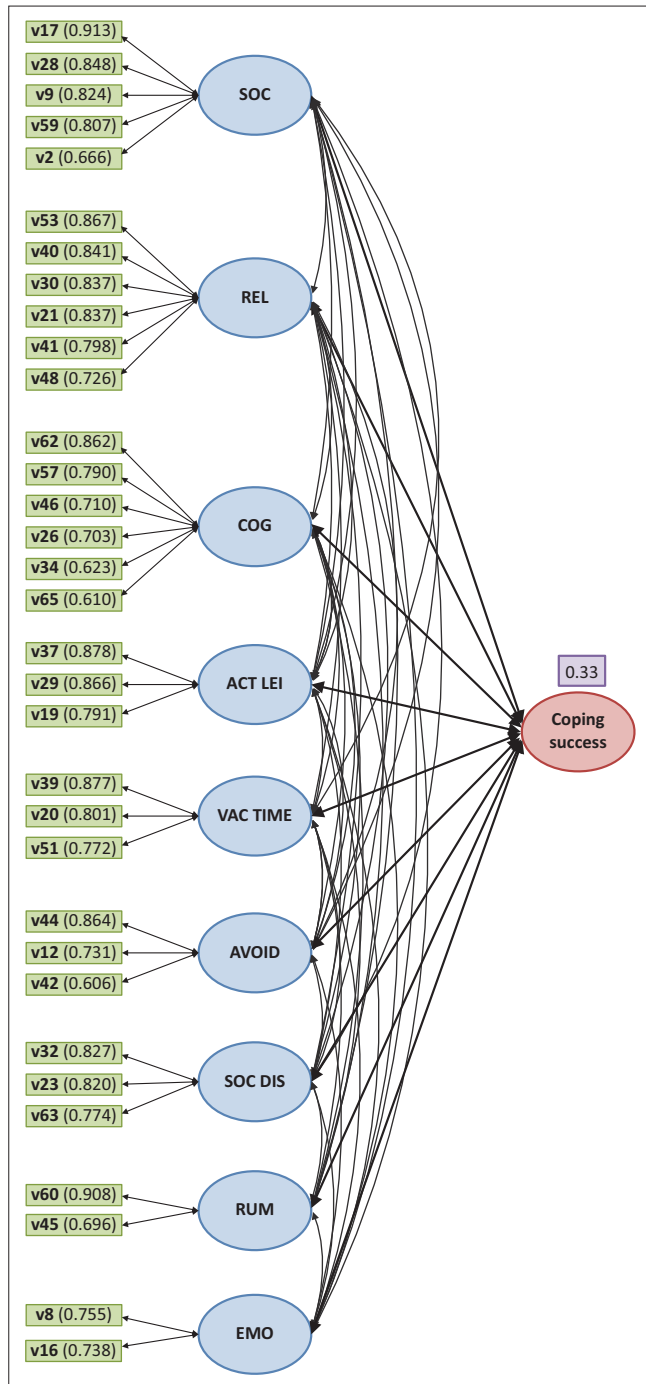 v17 (0.913)
v28 (0.848)
v9 (0.824)
v59 (0.807)
v2 (0.666)
SOC
v53 (0.867)
v40 (0.841)
v30 (0.837)
v21 (0.837)
v41 (0.798)
v48 (0.726)
REL
v62 (0.862)
v57 (0.790)
v46 (0.710)
v26 (0.703)
v34 (0.623)
v65 (0.610)
COG
v37 (0.878)
v29 (0.866)
v19 (0.791)
ACT LEI
v39 (0.877)
v20 (0.801)
v51 (0.772)
VAC TIME
v44 (0.864)
v12 (0.731)
v42 (0.606)
AVOID
v32 (0.827)
v23 (0.820)
v63 (0.774)
SOC DIS
v60 (0.908)
v45 (0.696)
RUM
v8 (0.755)
v16 (0.738)
EMO
0.33
Coping
success